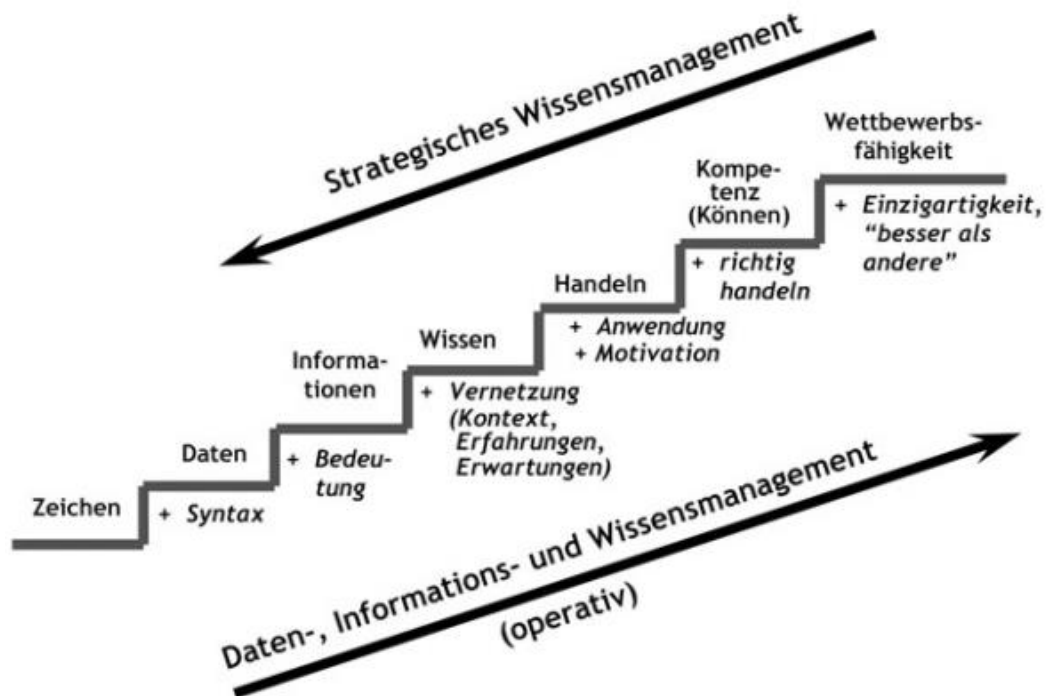 Strategisches Wissensmanagement
Wettbewerbs-
fähigkeit
+ Einzigartigkeit,
"besser als
andere"
Kompe-
tenz
(Können)
+ richtig
handeln
Handeln
+ Anwendung
+ Motivation
Wissen
+ Vernetzung
(Kontext,
Erfahrungen,
Erwartungen)
Informa-
tionen
+ Bedeu-
tung
Daten
+ Syntax
Zeichen
Daten-, Informations- und Wissensmanagement
(operativ)